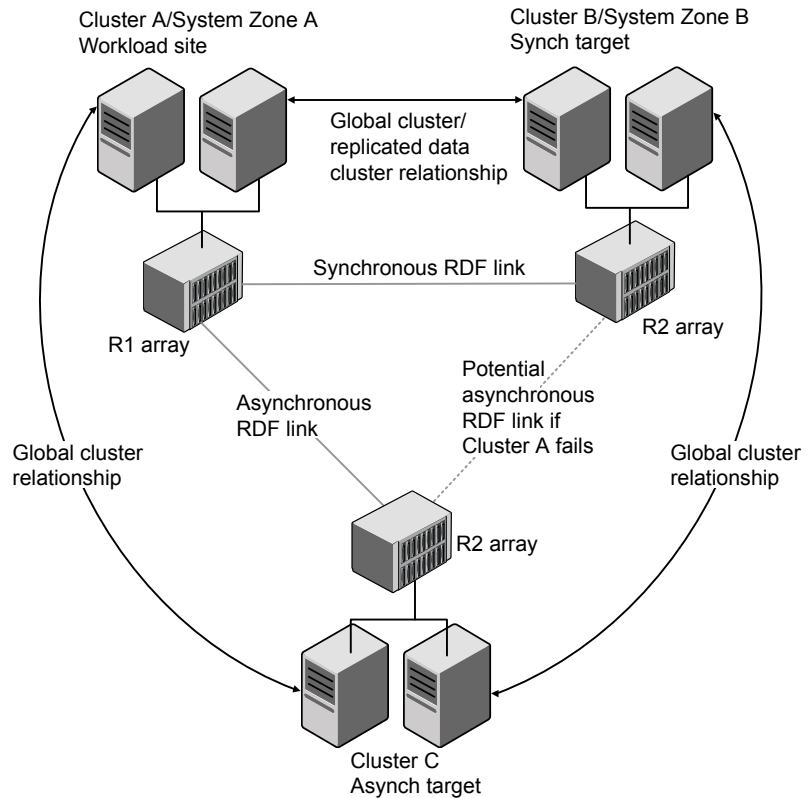 Cluster A/System Zone A
Workload site
Cluster B/System Zone B
Synch target
Global cluster/
replicated data
cluster relationship
Synchronous RDF link
R1 array
R2 array
Asynchronous
RDF link
Potential
asynchronous
RDF link if
Cluster A fails
Global cluster
relationship
Global cluster
relationship
R2 array
Cluster C
Asynch target